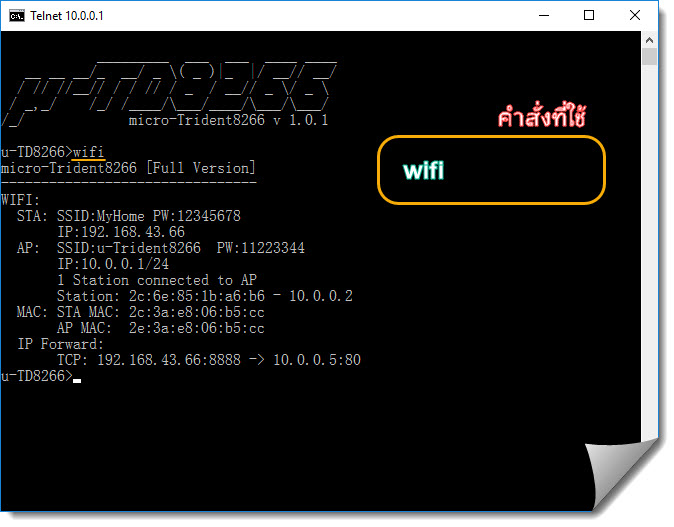 Telnet 10.0.0.1
μ-TD8266
micro-Trident8266 v 1.0.1
คำสั่งที่ใช้
wifi
u-TD8266>wifi
micro-Trident8266 [Full Version]
--------------------------------
WIFI:
STA: SSID:MyHome PW:12345678
IP:192.168.43.66
AP: SSID:u-Trident8266 PW:11223344
IP:10.0.0.1/24
1 Station connected to AP
Station: 2c:6e:85:1b:a6:b6 - 10.0.0.2
MAC: STA MAC: 2c:3a:e8:06:b5:cc
AP MAC: 2e:3a:e8:06:b5:cc
IP Forward:
TCP: 192.168.43.66:8888 -> 10.0.0.5:80
u-TD8266>